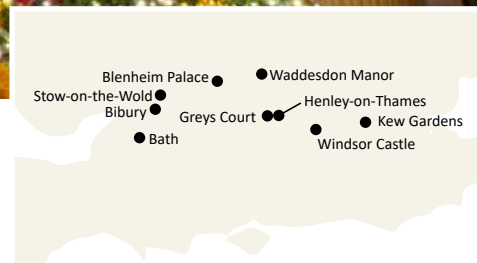 Blenheim Palace
Waddesdon Manor
Stow-on-the-Wold
Henley-on-Thames
Bibury
Greys Court
Kew Gardens
Bath
Windsor Castle